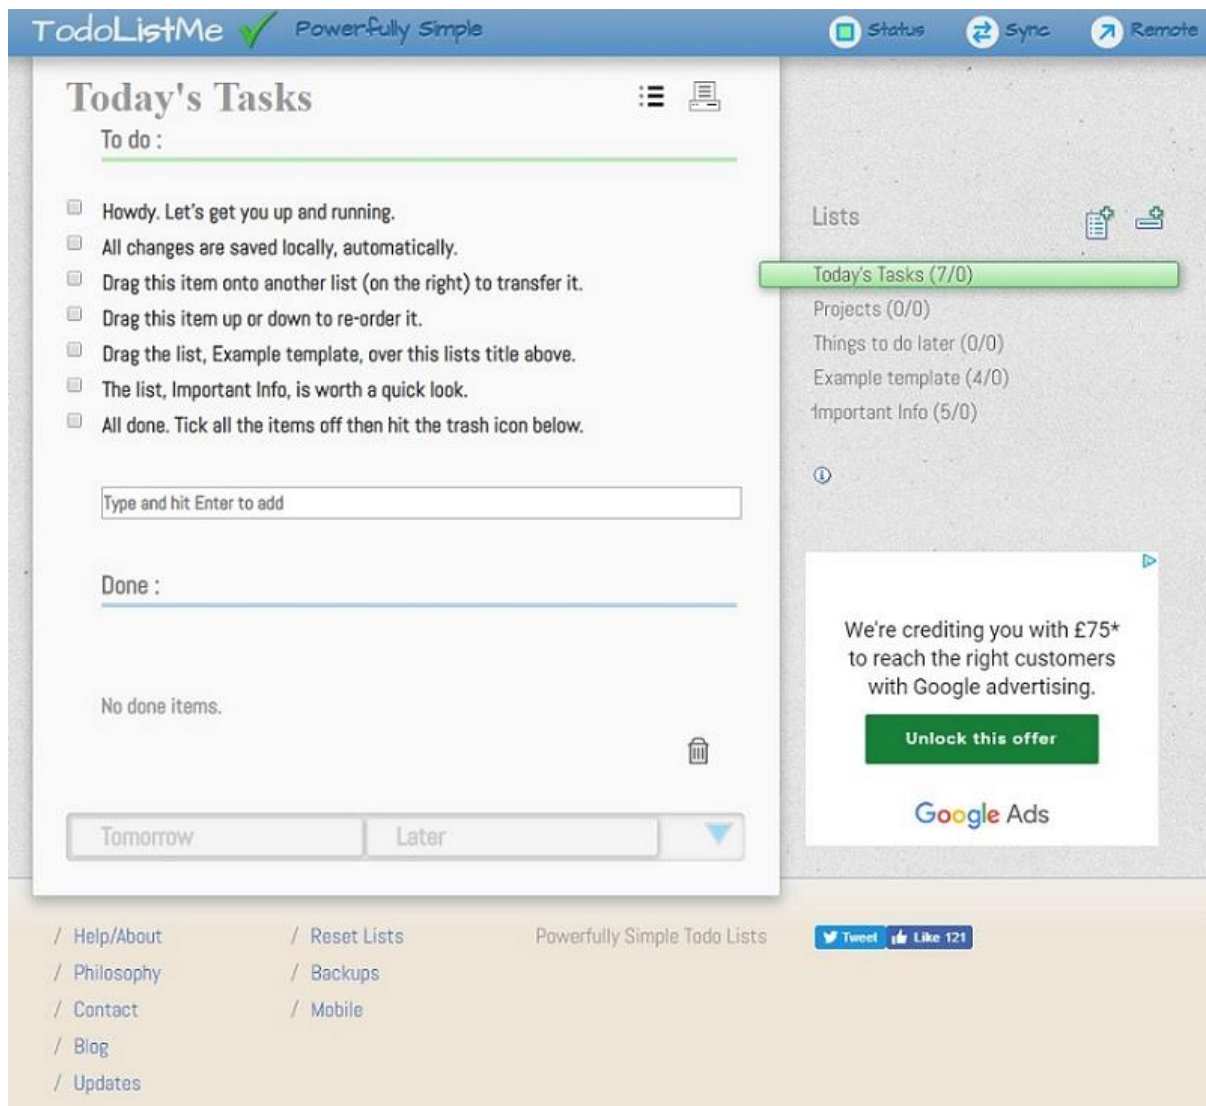 TodoListMe Powerfully Simple Status Sync Remote
Today's Tasks
To do :
Howdy. Let's get you up and running.
All changes are saved locally, automatically.
Drag this item onto another list (on the right) to transfer it.
Drag this item up or down to re-order it.
Drag the list, Example template, over this lists title above.
The list, Important Info, is worth a quick look.
All done. Tick all the items off then hit the trash icon below.
Type and hit Enter to add
Done :
No done items.
Tomorrow Later
Lists
Today's Tasks (7/0)
Projects (0/0)
Things to do later (0/0)
Example template (4/0)
Important Info (5/0)
We're crediting you with £75*
to reach the right customers
with Google advertising.
Unlock this offer
Google Ads
/ Help/About
/ Philosophy
/ Contact
/ Blog
/ Updates
/ Reset Lists
/ Backups
/ Mobile
Powerfully Simple Todo Lists
Tweet Like 121